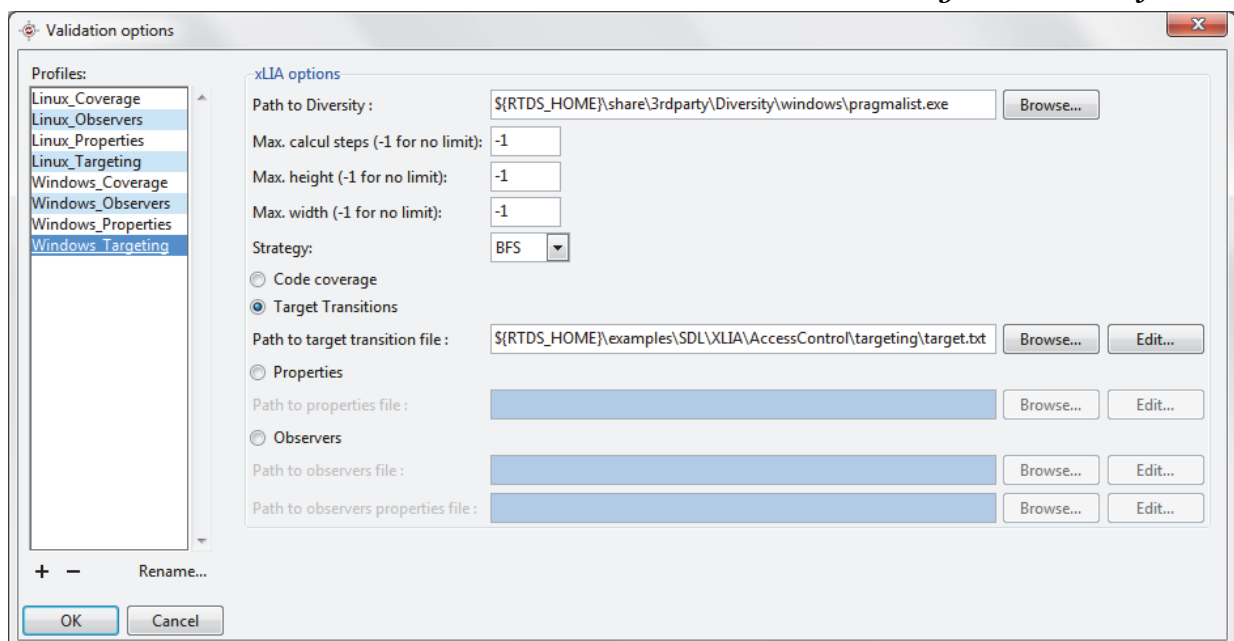 Validation options
Profiles:
Linux_Coverage
Linux_Observers
Linux_Properties
Linux_Targeting
Windows_Coverage
Windows_Observers
Windows_Properties
Windows_Targeting
+ − Rename...
OK Cancel
xLIA options
Path to Diversity : ${RTDS_HOME}\share\3rdparty\Diversity\windows\pragmalist.exe Browse...
Max. calcul steps (-1 for no limit): -1
Max. height (-1 for no limit): -1
Max. width (-1 for no limit): -1
Strategy: BFS
Code coverage
Target Transitions
Path to target transition file : ${RTDS_HOME}\examples\SDL\XLIA\AccessControl\targeting\target.txt Browse... Edit...
Properties
Path to properties file : Browse... Edit...
Observers
Path to observers file : Browse... Edit...
Path to observers properties file : Browse... Edit...